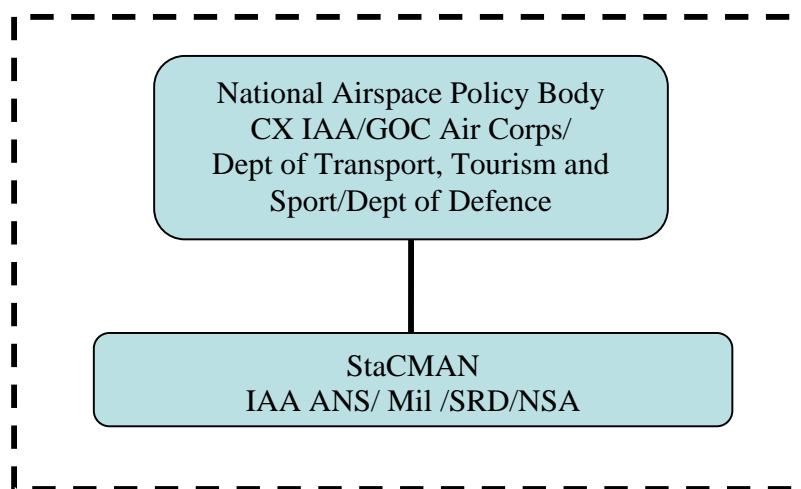 National Airspace Policy Body
CX IAA/GOC Air Corps/
Dept of Transport, Tourism and
Sport/Dept of Defence
StaCMAN
IAA ANS/ Mil /SRD/NSA